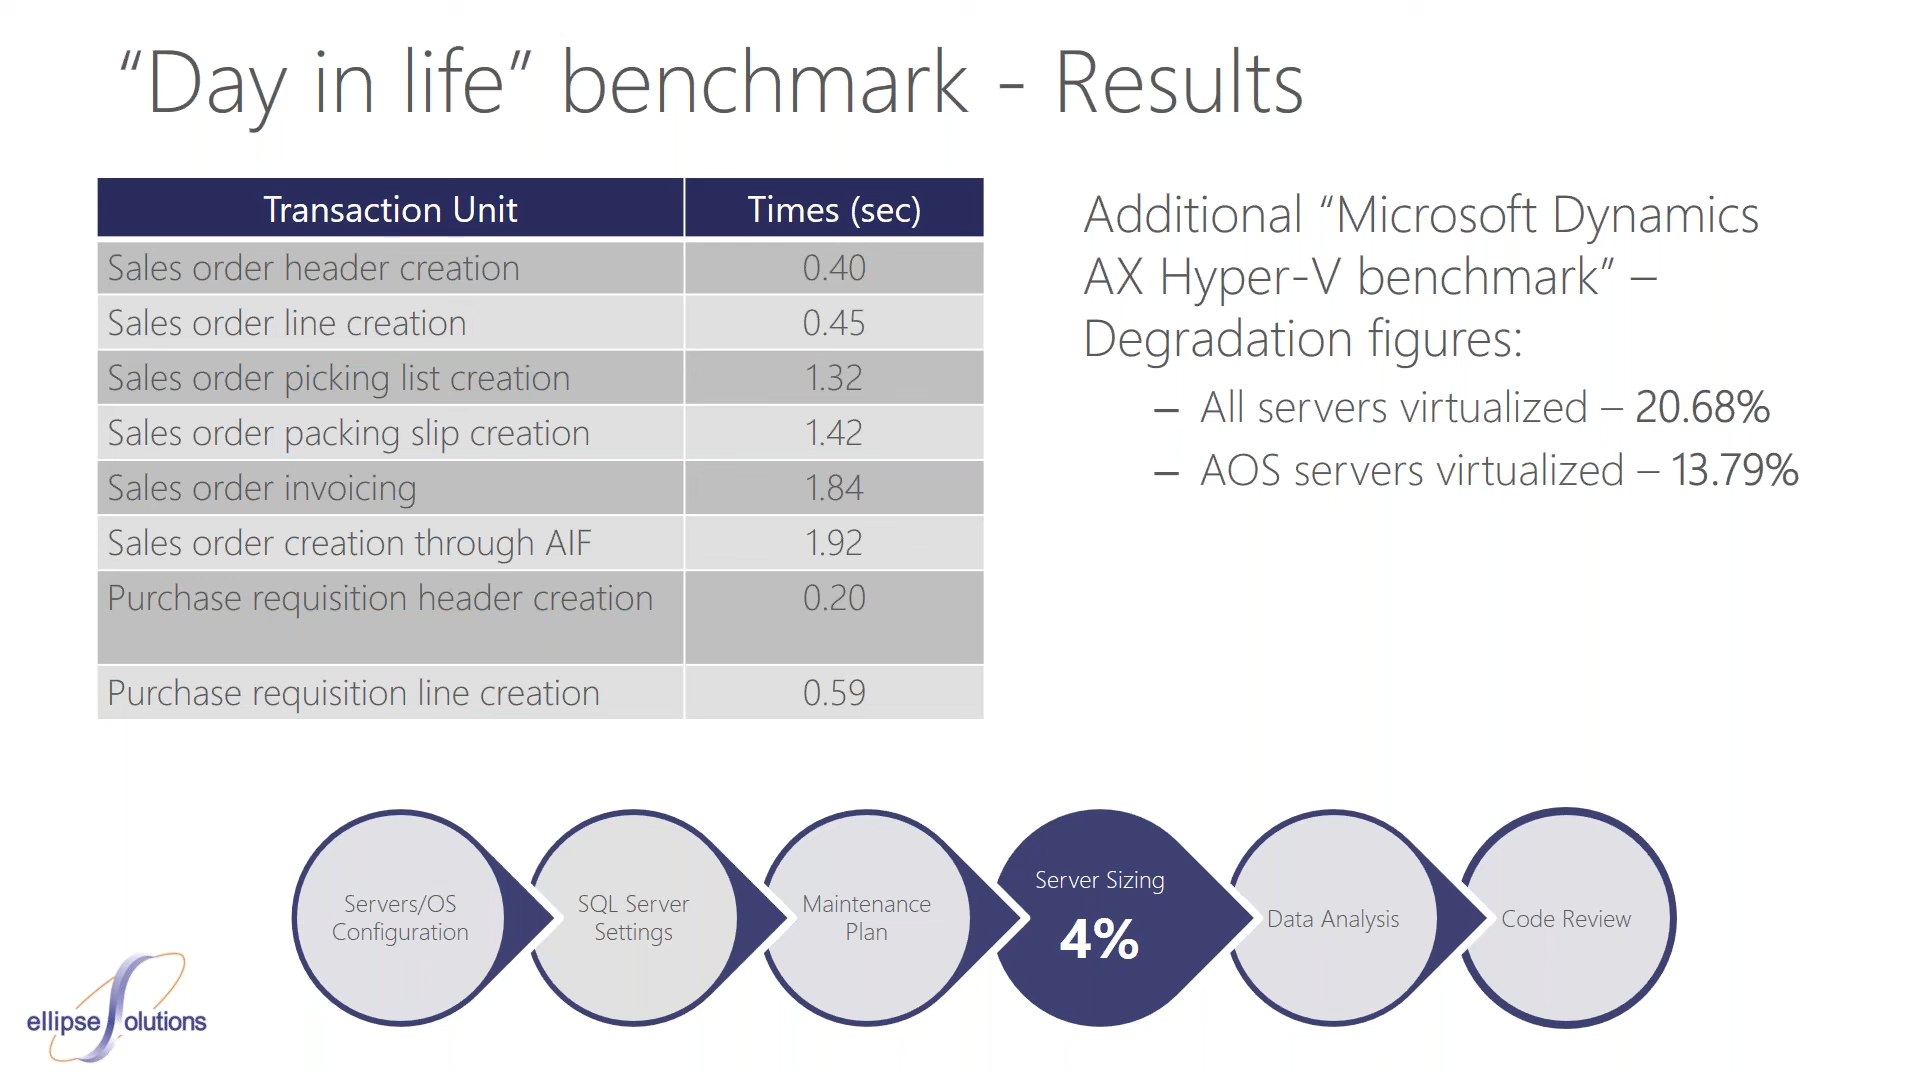 “Day in life” benchmark - Results
Transaction Unit Times (sec)
Sales order header creation 0.40
Sales order line creation 0.45
Sales order picking list creation 1.32
Sales order packing slip creation 1.42
Sales order invoicing 1.84
Sales order creation through AIF 1.92
Purchase requisition header creation 0.20
Purchase requisition line creation 0.59
Additional “Microsoft Dynamics
AX Hyper-V benchmark” –
Degradation figures:
– All servers virtualized – 20.68%
– AOS servers virtualized – 13.79%
Servers/OS
Configuration
SQL Server
Settings
Maintenance
Plan
Server Sizing
4%
Data Analysis
Code Review
ellipse Solutions